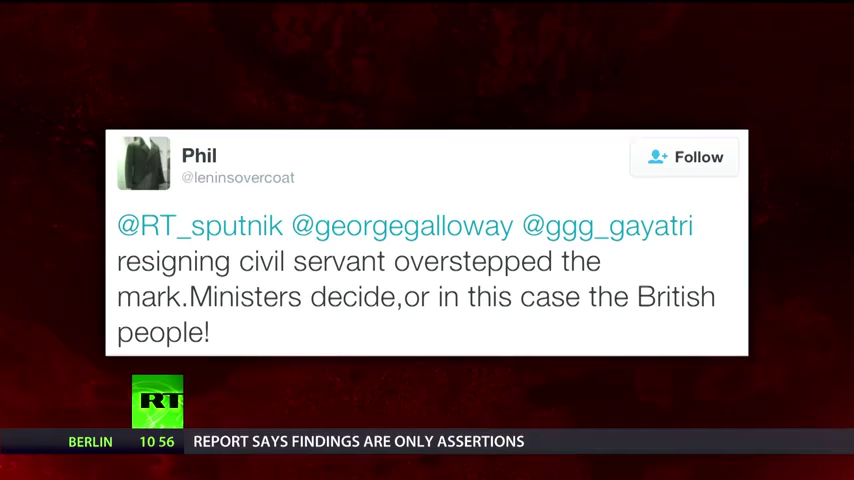 Phil
@leninsovercoat
Follow
@RT_sputnik @georgegalloway @ggg_gayatri
resigning civil servant overstepped the
mark.Ministers decide,or in this case the British
people!
RT
BERLIN 10 56 REPORT SAYS FINDINGS ARE ONLY ASSERTIONS